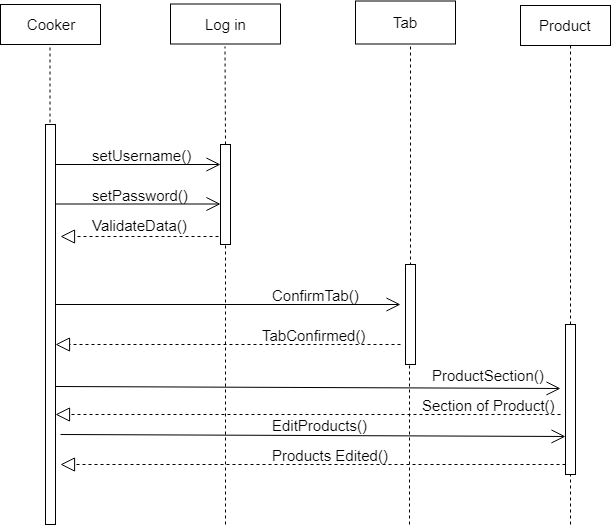 Cooker
Log in
Tab
Product
setUsername()
setPassword()
ValidateData()
ConfirmTab()
TabConfirmed()
ProductSection()
Section of Product()
EditProducts()
Products Edited()